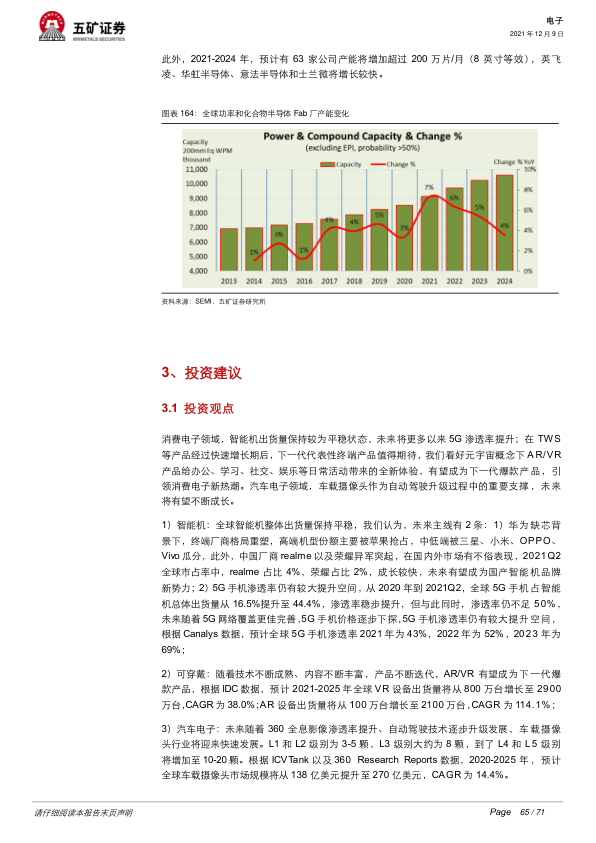 五矿证券
MINMETALS SECURITIES
电子
2021 年 12 月 9 日
此外，2021-2024 年，预计有 63 家公司产能将增加超过 200 万片/月（8 英寸等效），英飞
凌、华虹半导体、意法半导体和士兰微将增长较快。
图表 164：全球功率和化合物半导体 Fab 厂产能变化
Power & Compound Capacity & Change %
(excluding EPI, probability >50%)
Capacity
200mm Eq WPM
thousand
Capacity
Change %
Change % YoY
11,000
10,000
9,000
8,000
7,000
6,000
5,000
4,000
10%
8%
6%
4%
2%
0%
1%
3%
1%
4%
4%
5%
3%
7%
6%
5%
4%
2013 2014 2015 2016 2017 2018 2019 2020 2021 2022 2023 2024
资料来源：SEMI，五矿证券研究所
3、投资建议
3.1 投资观点
消费电子领域，智能机出货量保持较为平稳状态，未来将更多以来 5G 渗透率提升；在 TWS
等产品经过快速增长期后，下一代代表性终端产品值得期待，我们看好元宇宙概念下 AR/VR
产品给办公、学习、社交、娱乐等日常活动带来的全新体验，有望成为下一代爆款产品，引
领消费电子新热潮。汽车电子领域，车载摄像头作为自动驾驶升级过程中的重要支撑，未来
将有望不断成长。
1）智能机：全球智能机整体出货量保持平稳，我们认为，未来主线有 2 条：1）华为缺芯背
景下，终端厂商格局重塑，高端机型份额主要被苹果抢占，中低端被三星、小米、OPPO、
Vivo 瓜分，此外，中国厂商 realme 以及荣耀异军突起，在国内外市场有不俗表现，2021Q2
全球市占率中，realme 占比 4%，荣耀占比 2%，成长较快，未来有望成为国产智能机品牌
新势力；2）5G手机渗透率仍有较大提升空间，从 2020 年到 2021Q2，全球 5G 手机占智能
机总体出货量从 16.5%提升至 44.4%，渗透率稳步提升，但与此同时，渗透率仍不足 50%，
未来随着 5G 网络覆盖更佳完善,5G 手机价格逐步下探,5G 手机渗透率仍有较大提升空间，
根据 Canalys 数据，预计全球 5G 手机渗透率 2021 年为 43%，2022 年为 52%，2023 年为
69%；
2）可穿戴：随着技术不断成熟、内容不断丰富，产品不断迭代，AR/VR 有望成为下一代爆
款产品，根据 IDC 数据，预计 2021-2025 年全球 VR 设备出货量将从 800 万台增长至 2900
万台,CAGR 为 38.0%;AR 设备出货量将从 100 万台增长至 2100 万台,CAGR 为 114.1%；
3）汽车电子：未来随着 360 全息影像渗透率提升、自动驾驶技术逐步升级发展，车载摄像
头行业将迎来快速发展。L1 和 L2 级别为 3-5 颗，L3 级别大约为 8 颗，到了 L4 和 L5 级别
将增加至 10-20 颗。根据 ICVTank 以及 360 Research Reports 数据，2020-2025 年，预计
全球车载摄像头市场规模将从 138 亿美元提升至 270 亿美元，CAGR 为 14.4%。
请仔细阅读本报告末页声明
Page 65 / 71